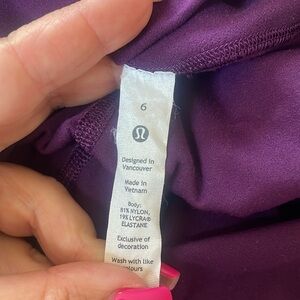 6
Designed in
Vancouver
Made in
Vietnam
Body:
81% NYLON,
19% LYCRA®
ELASTANE
Exclusive of
decoration
Wash with like
colours